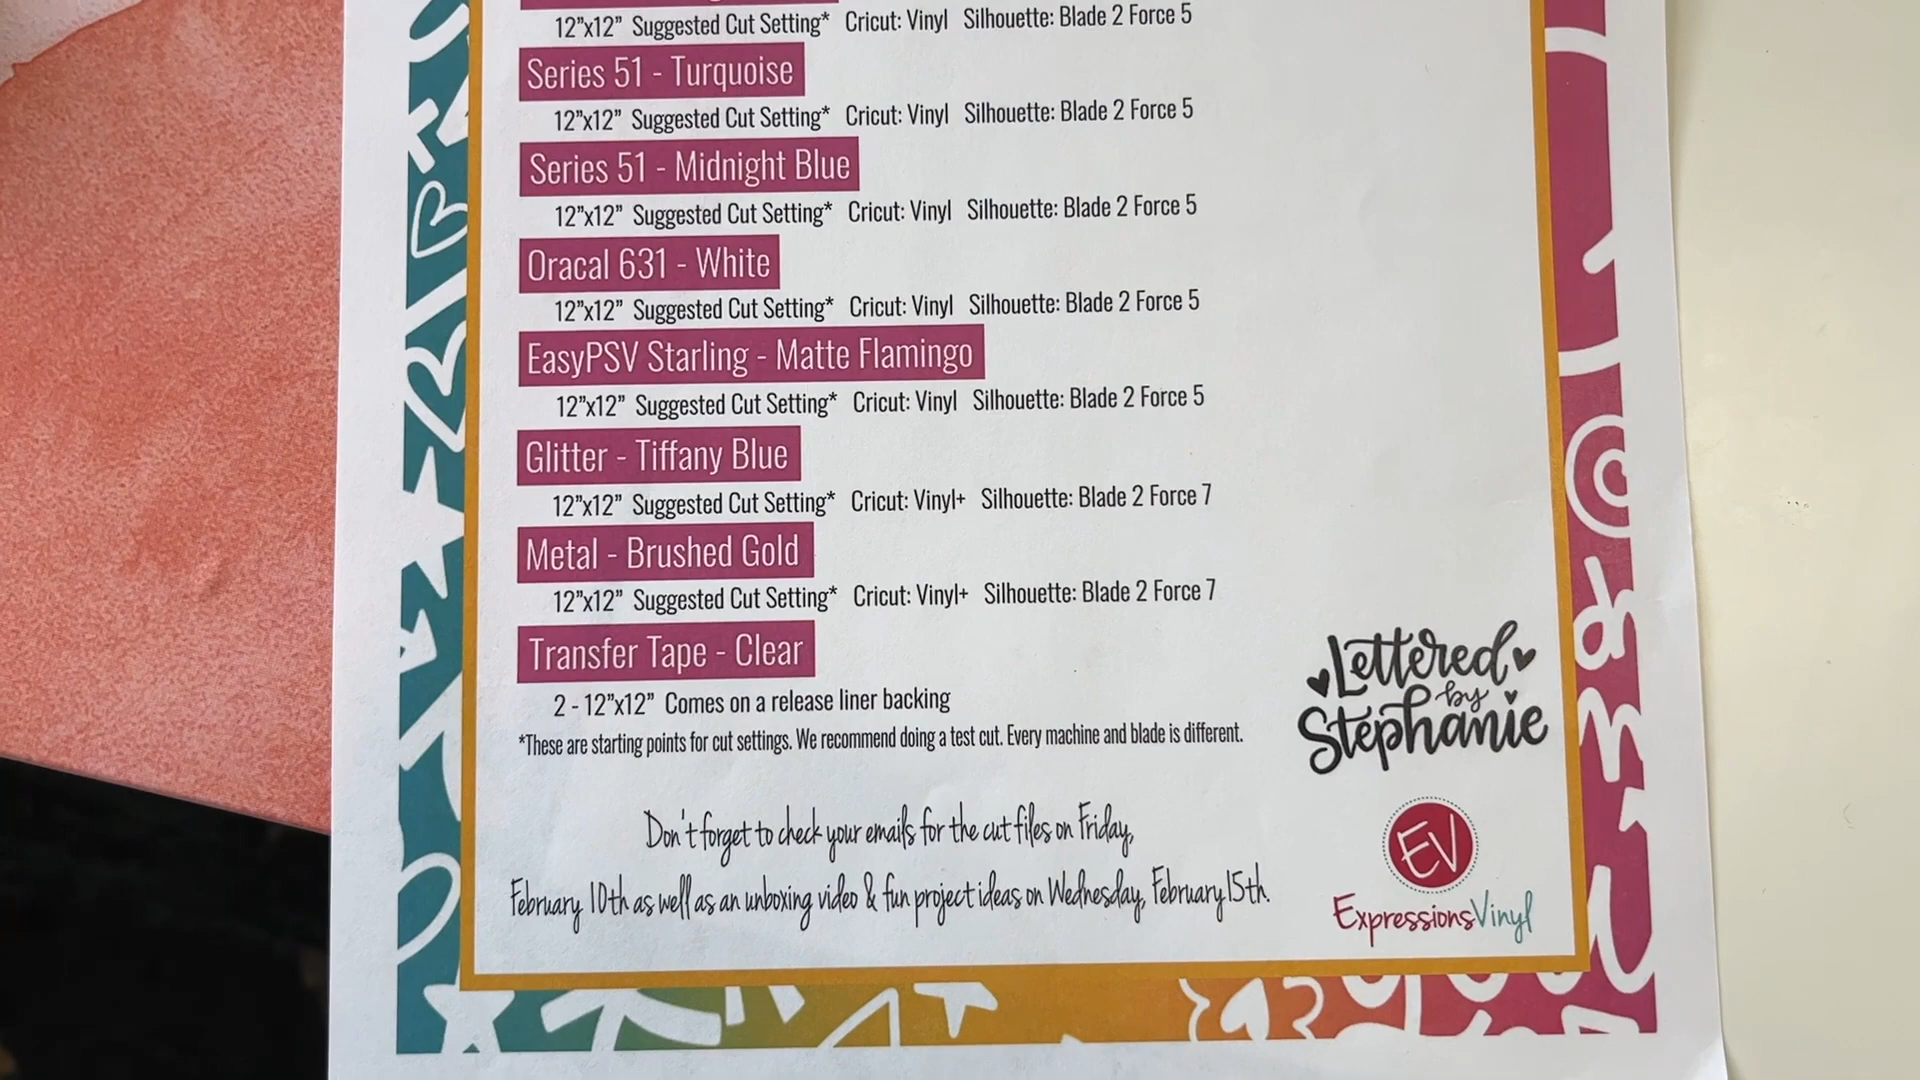 12”x12” Suggested Cut Setting* Cricut: Vinyl Silhouette: Blade 2 Force 5
Series 51 - Turquoise
12”x12” Suggested Cut Setting* Cricut: Vinyl Silhouette: Blade 2 Force 5
Series 51 - Midnight Blue
12”x12” Suggested Cut Setting* Cricut: Vinyl Silhouette: Blade 2 Force 5
Oracal 631 - White
12”x12” Suggested Cut Setting* Cricut: Vinyl Silhouette: Blade 2 Force 5
EasyPSV Starling - Matte Flamingo
12”x12” Suggested Cut Setting* Cricut: Vinyl Silhouette: Blade 2 Force 5
Glitter - Tiffany Blue
12”x12” Suggested Cut Setting* Cricut: Vinyl+ Silhouette: Blade 2 Force 7
Metal - Brushed Gold
12”x12” Suggested Cut Setting* Cricut: Vinyl+ Silhouette: Blade 2 Force 7
Transfer Tape - Clear
2 - 12”x12” Comes on a release liner backing
*These are starting points for cut settings. We recommend doing a test cut. Every machine and blade is different.
Don't forget to check your emails for the cut files on Friday,
February 10th as well as an unboxing video & fun project ideas on Wednesday, February 15th.
Lettered
by
Stephanie
EV
ExpressionsVinyl